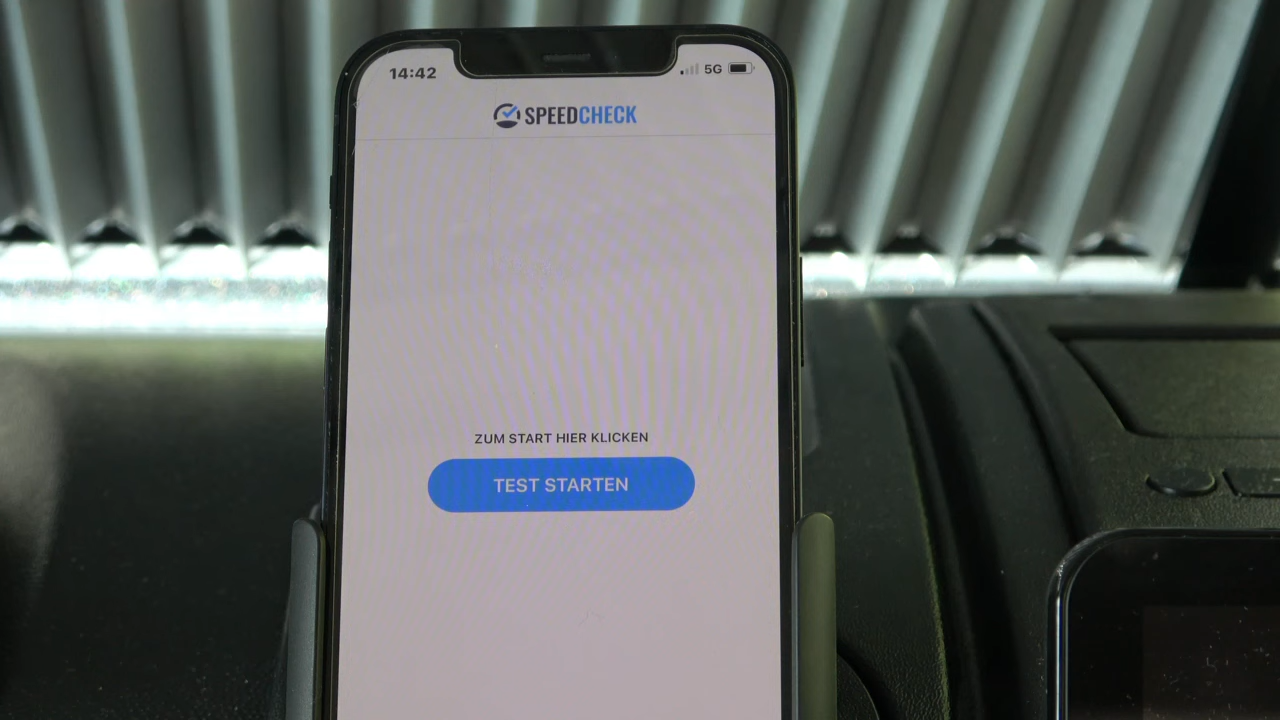 14:42
5G
SPEEDCHECK
ZUM START HIER KLICKEN
TEST STARTEN